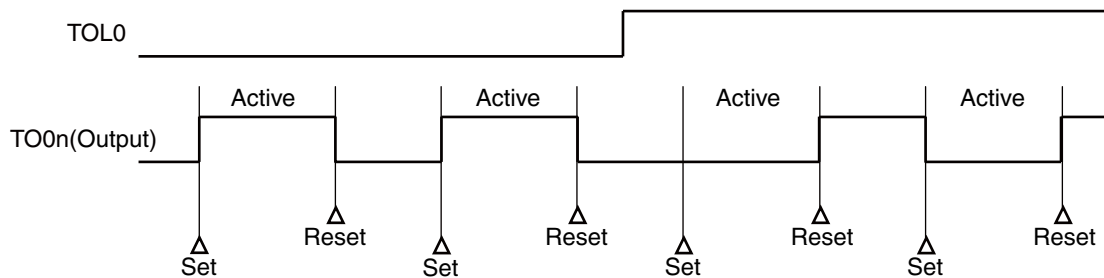 TOL0
Active Active Active Active
TO0n(Output)
Reset Reset Reset Reset
Set Set Set Set